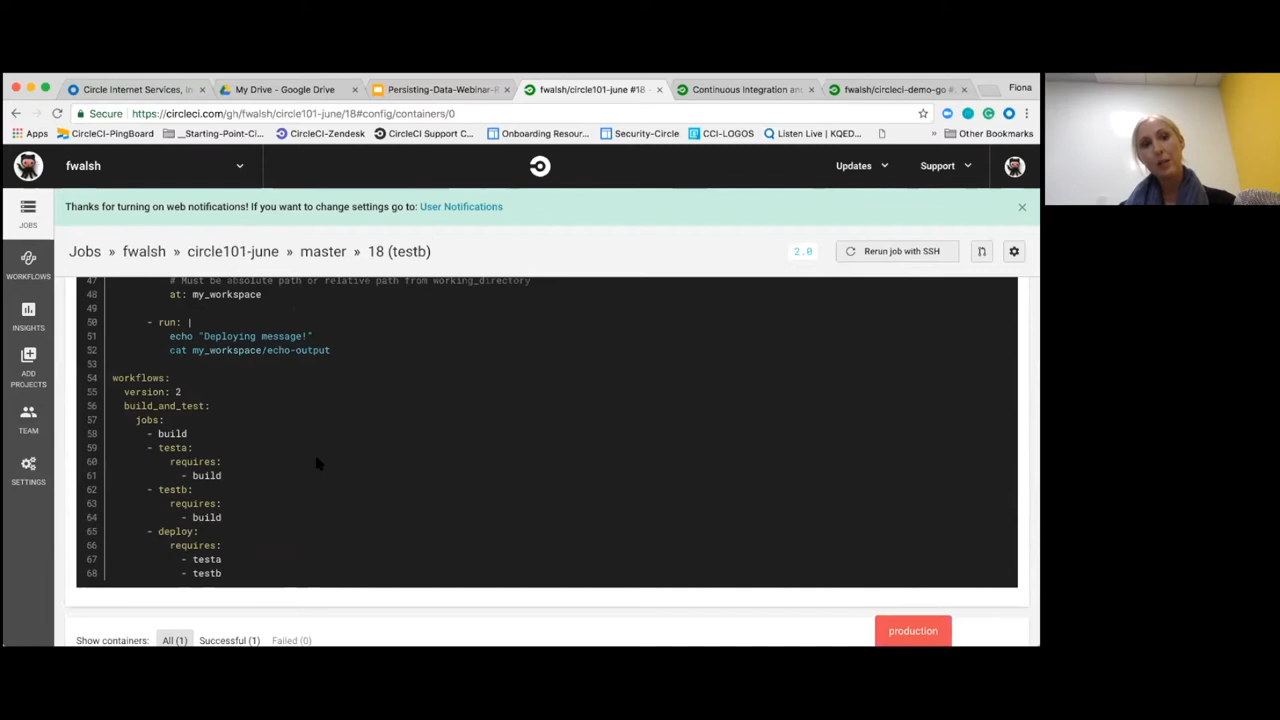 Circle Internet Services, In
My Drive - Google Drive
Persisting-Data-Webinar-R
fwalsh/circle101-june #18 -
Continuous Integration an
fwalsh/circleci-demo-go #
Fiona
Secure
https://circleci.com/gh/fwalsh/circle101-june/18#config/containers/0
Apps
CircleCI-PingBoard
__Starting-Point-Ci
CircleCI-Zendesk
CircleCI Support C...
Onboarding Resour...
Security-Circle
CCI-LOGOS
Listen Live | KQED...
Other Bookmarks
fwalsh
Updates
Support
Thanks for turning on web notifications! If you want to change settings go to: User Notifications
JOBS
WORKFLOWS
INSIGHTS
ADD
PROJECTS
TEAM
SETTINGS
Jobs » fwalsh » circle101-june » master » 18 (testb)
2.0
Rerun job with SSH
47 # Must be absolute path or relative path from working_directory
48 at: my_workspace
49
50 - run: |
51 echo "Deploying message!"
52 cat my_workspace/echo-output
53
54 workflows:
55 version: 2
56 build_and_test:
57 jobs:
58 - build
59 - testa:
60 requires:
61 - build
62 - testb:
63 requires:
64 - build
65 - deploy:
66 requires:
67 - testa
68 - testb
Show containers: All (1) Successful (1) Failed (0)
production